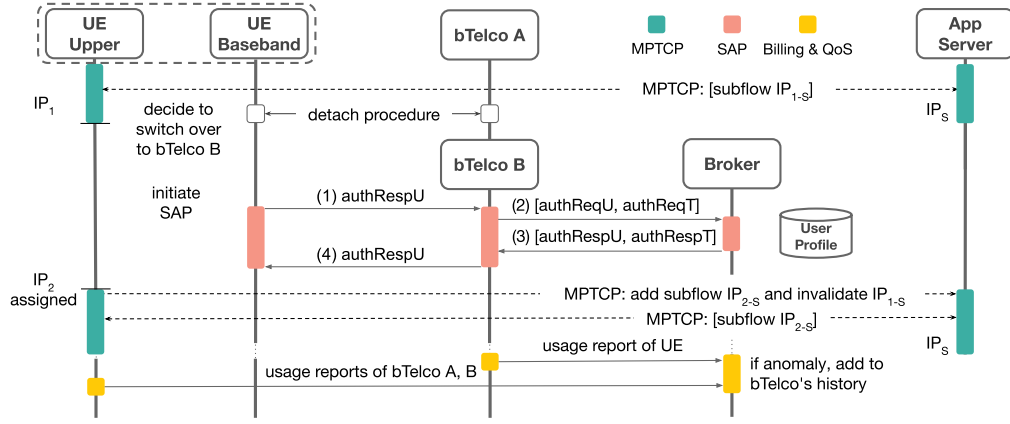 UE
Upper
UE
Baseband
bTelco A
MPTCP
SAP
Billing & QoS
App
Server
MPTCP: [subflow IP1-S]
IP1
IPS
decide to
switch over
to bTelco B
detach procedure
bTelco B
Broker
initiate
SAP
(1) authRespU
(2) [authReqU, authReqT]
(3) [authRespU, authRespT]
(4) authRespU
User
Profile
IP2
assigned
MPTCP: add subflow IP2-S and invalidate IP1-S
MPTCP: [subflow IP2-S]
IPS
usage report of UE
usage reports of bTelco A, B
if anomaly, add to
bTelco's history